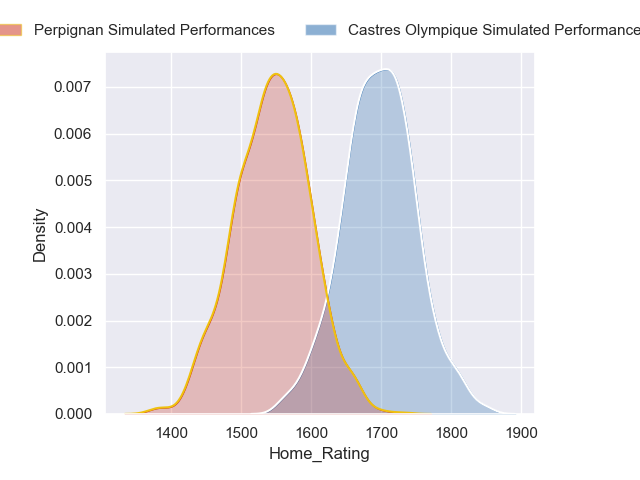 Perpignan Simulated Performances
Castres Olympique Simulated Performance
0.007
0.006
0.005
0.004
0.003
0.002
0.001
0.000
Density
1400 1500 1600 1700 1800 1900
Home_Rating